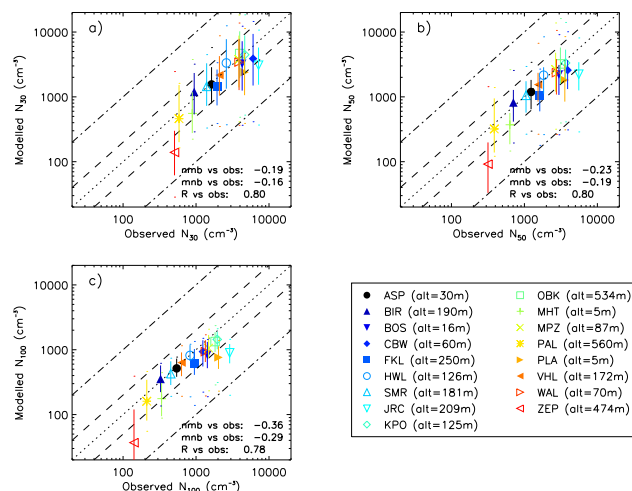 a)
10000
1000
100
Modelled N30
nmb vs obs: −0.19
mnb vs obs: −0.16
R vs obs: 0.80
100 1000 10000
Observed N30 (cm−3)
b)
10000
1000
100
Modelled N50
nmb vs obs: −0.23
mnb vs obs: −0.19
R vs obs: 0.80
100 1000 10000
Observed N50 (cm−3)
c)
10000
1000
100
Modelled N100
nmb vs obs: −0.36
mnb vs obs: −0.29
R vs obs: 0.78
100 1000 10000
Observed N100 (cm−3)
ASP (alt=30m)
BIR (alt=190m)
BOS (alt=16m)
CBW (alt=60m)
FKL (alt=250m)
HWL (alt=126m)
SMR (alt=181m)
JRC (alt=209m)
KPO (alt=125m)
OBK (alt=534m)
MHT (alt=5m)
MPZ (alt=87m)
PAL (alt=560m)
PLA (alt=5m)
VHL (alt=172m)
WAL (alt=70m)
ZEP (alt=474m)